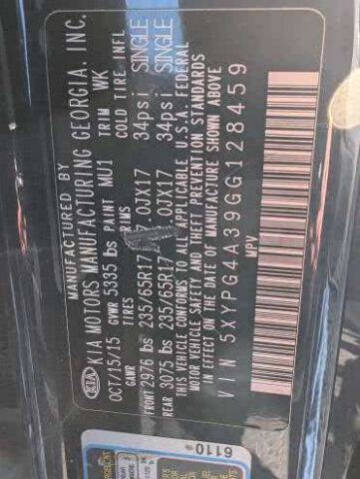 MANUFACTURED BY
KIA KIA MOTORS MANUFACTURING GEORGIA, INC.
OCT/15/15 GVWR 5335 lbs PAINT MU1 TRIM WK
GAWR TIRES RIMS COLD TIRE INFL
FRONT 2976 lbs 235/65R17 7.0JX17 34psi SINGLE
REAR 3075 lbs 235/65R17 7.0JX17 34psi SINGLE
THIS VEHICLE CONFORMS TO ALL APPLICABLE U.S.A. FEDERAL
MOTOR VEHICLE SAFETY AND THEFT PREVENTION STANDARDS
IN EFFECT ON THE DATE OF MANUFACTURE SHOWN ABOVE
VIN 5XYPG4A39GG128459
MPV
6110